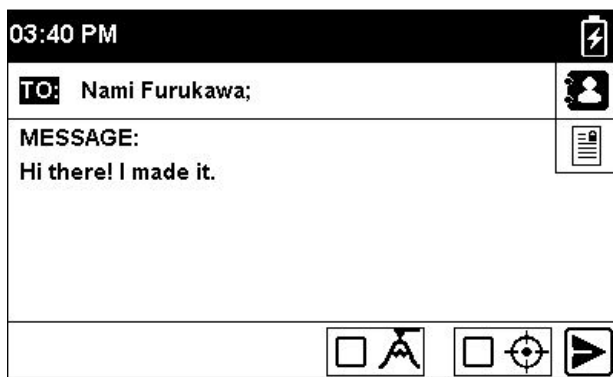 03:40 PM
TO: Nami Furukawa;
MESSAGE:
Hi there! I made it.